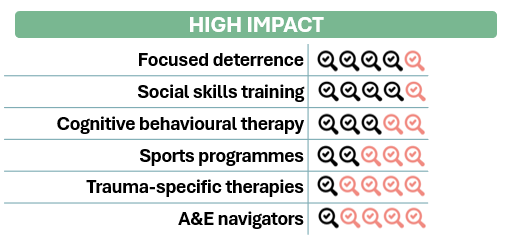 HIGH IMPACT
Focused deterrence
Social skills training
Cognitive behavioural therapy
Sports programmes
Trauma-specific therapies
A&E navigators